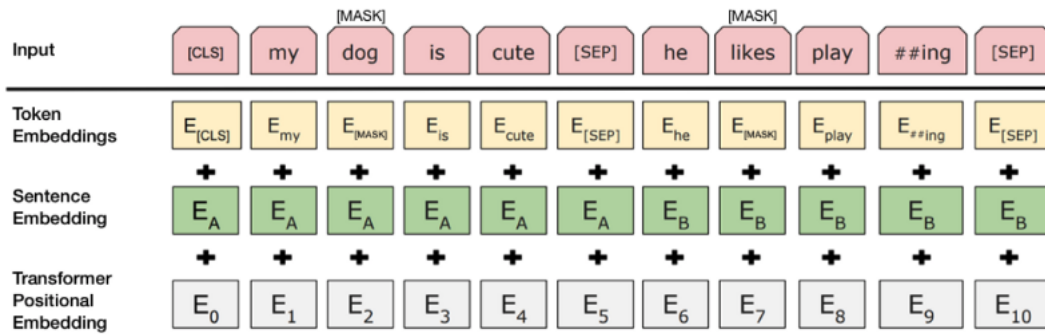 [MASK] [MASK]
Input [CLS] my dog is cute [SEP] he likes play ##ing [SEP]
Token
Embeddings
E[CLS] Emy E[MASK] Eis Ecute E[SEP] Ehe E[MASK] Eplay E##ing E[SEP]
+ + + + + + + + + + +
Sentence
Embedding
EA EA EA EA EA EA EB EB EB EB EB
+ + + + + + + + + + +
Transformer
Positional
Embedding
E0 E1 E2 E3 E4 E5 E6 E7 E8 E9 E10